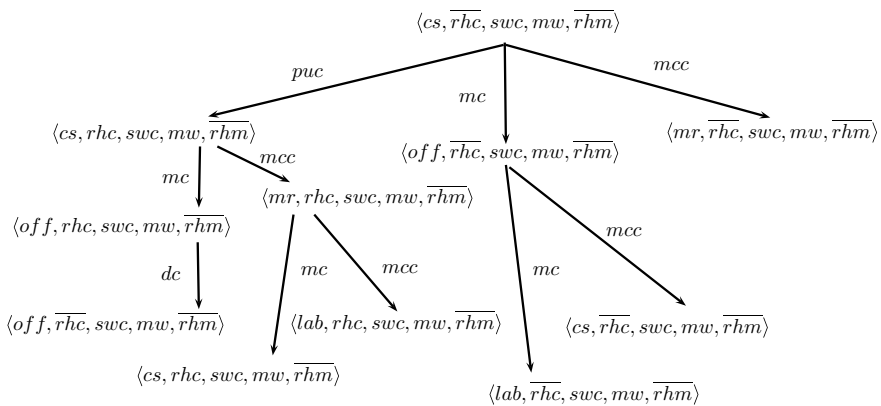 ⟨cs, r̅h̅c̅, swc, mw, r̅h̅m̅⟩
puc
mc
mcc
⟨cs, rhc, swc, mw, r̅h̅m̅⟩
⟨off, r̅h̅c̅, swc, mw, r̅h̅m̅⟩
⟨mr, r̅h̅c̅, swc, mw, r̅h̅m̅⟩
mc
mcc
⟨mr, rhc, swc, mw, r̅h̅m̅⟩
⟨off, rhc, swc, mw, r̅h̅m̅⟩
mcc
dc
mc
mcc
mc
⟨off, r̅h̅c̅, swc, mw, r̅h̅m̅⟩
⟨lab, rhc, swc, mw, r̅h̅m̅⟩
⟨cs, r̅h̅c̅, swc, mw, r̅h̅m̅⟩
⟨cs, rhc, swc, mw, r̅h̅m̅⟩
⟨lab, r̅h̅c̅, swc, mw, r̅h̅m̅⟩